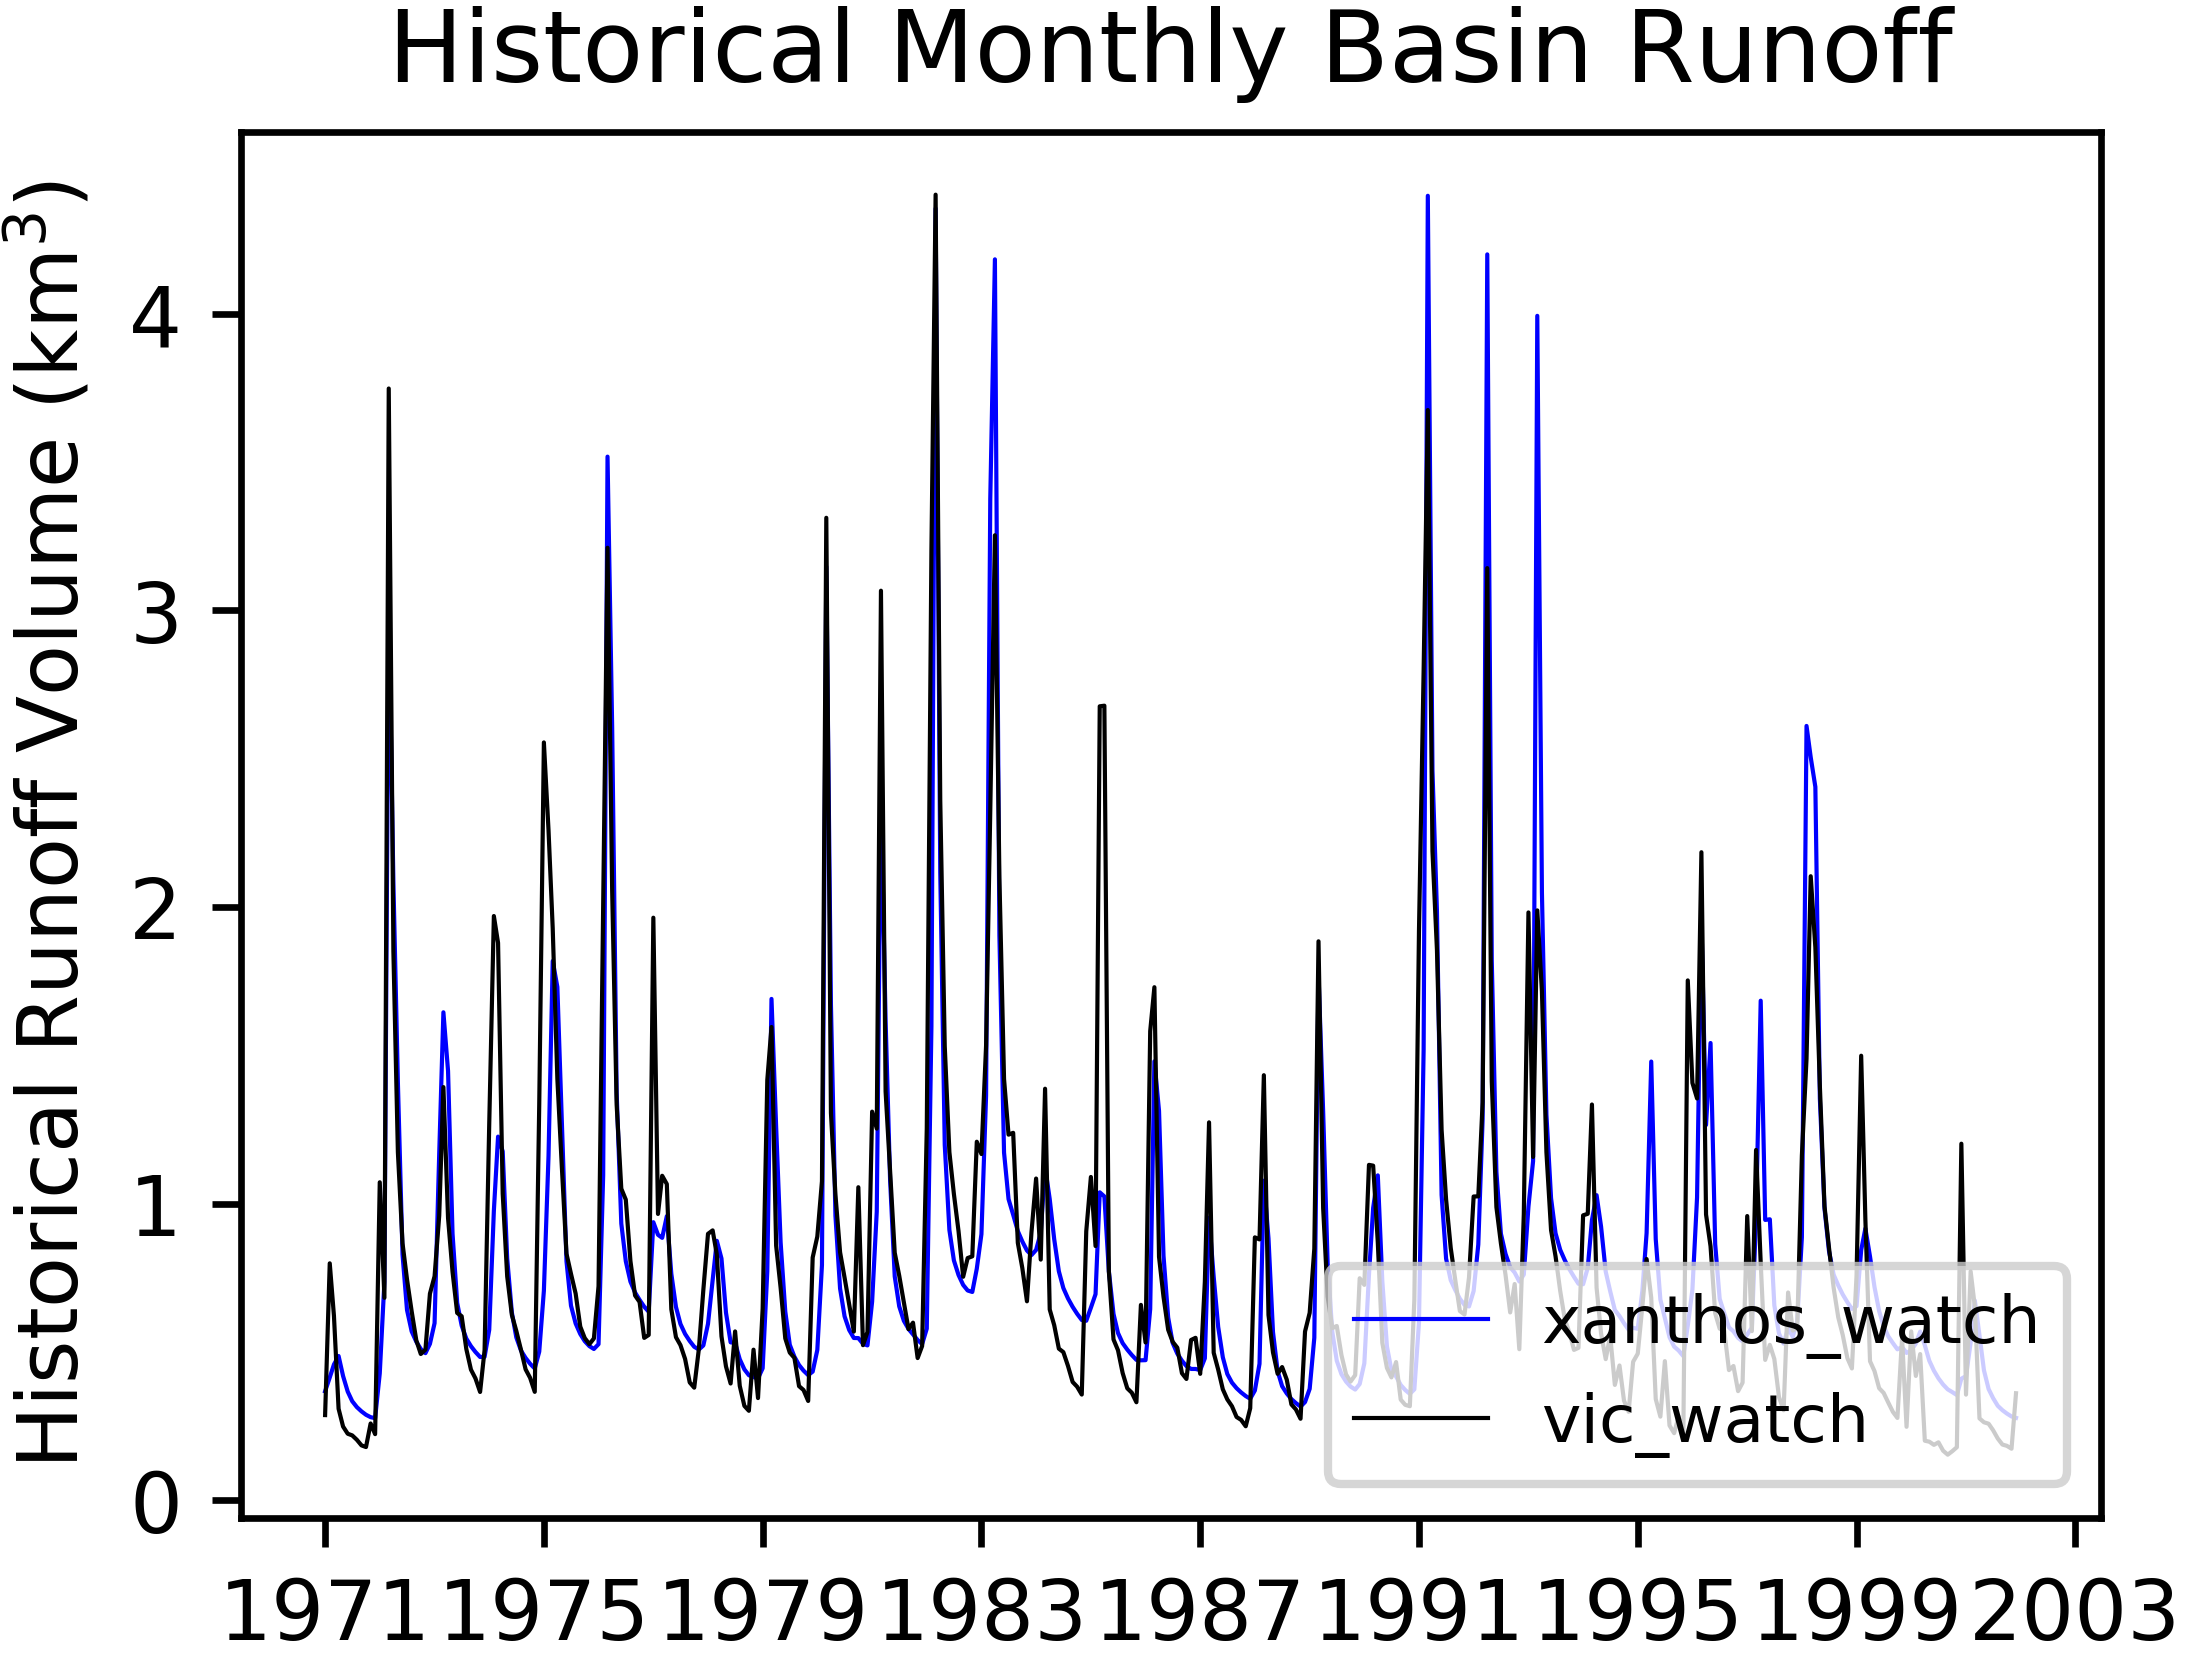 Historical Monthly Basin Runoff
Historical Runoff Volume (km³)
4
3
2
1
0
xanthos_watch
vic_watch
1971 1975 1979 1983 1987 1991 1995 1999 2003